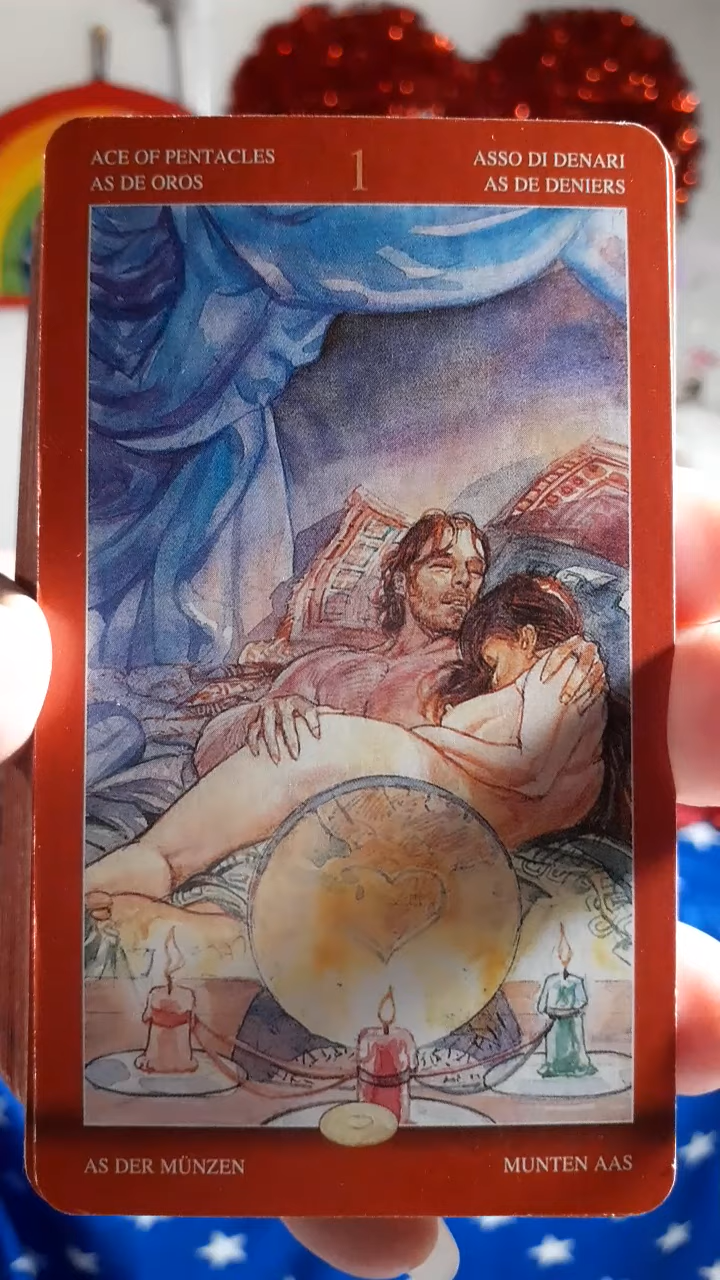 ACE OF PENTACLES
AS DE OROS
1
ASSO DI DENARI
AS DE DENIERS
AS DER MÜNZEN
MUNTEN AAS